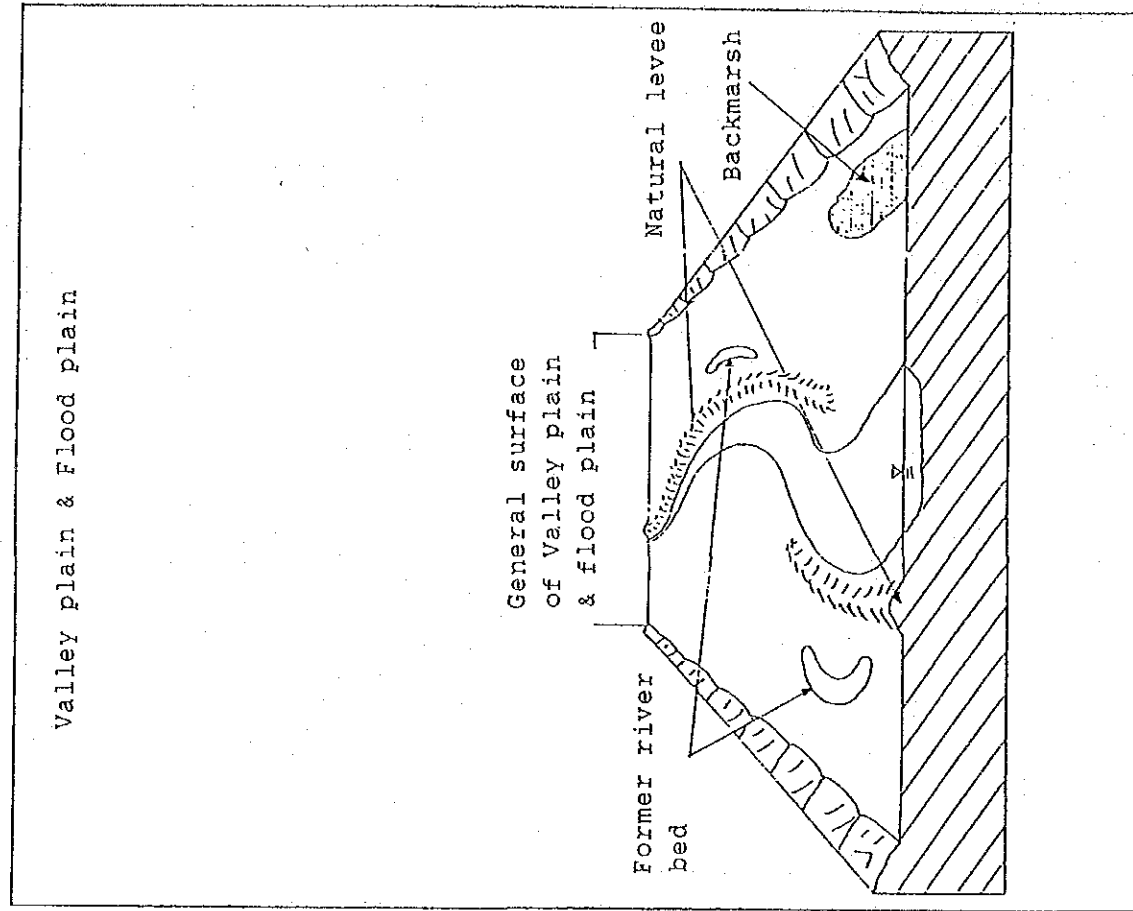 Valley plain & Flood plain
General surface
of Valley plain
& flood plain
Natural levee
Backmarsh
Former river
bed